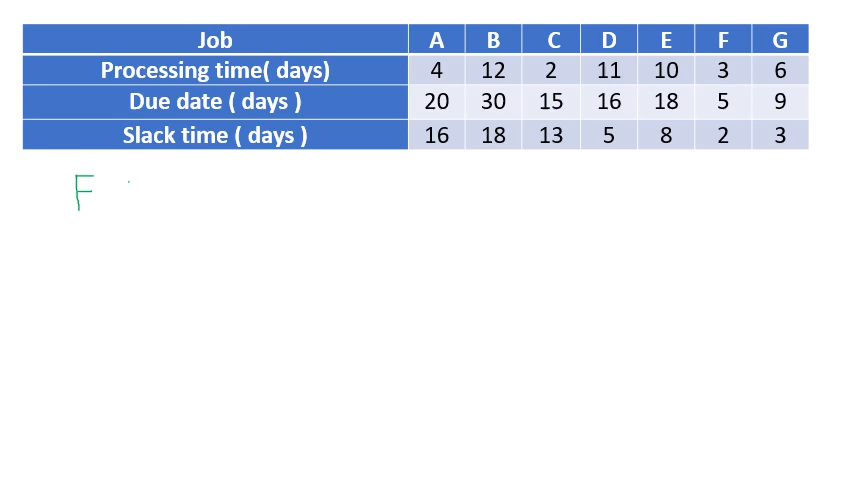 Job A B C D E F G
Processing time( days) 4 12 2 11 10 3 6
Due date ( days ) 20 30 15 16 18 5 9
Slack time ( days ) 16 18 13 5 8 2 3
F